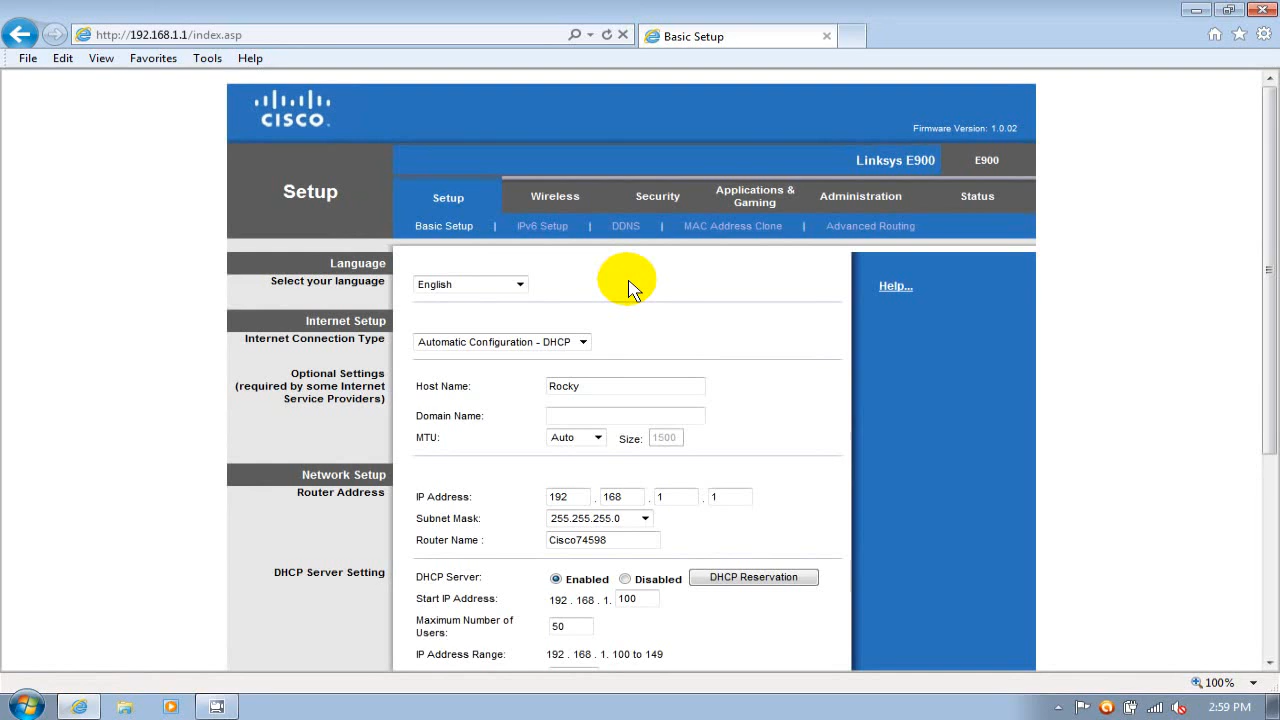 http://192.168.1.1/index.asp
Basic Setup
File Edit View Favorites Tools Help
CISCO
Firmware Version: 1.0.02
Linksys E900 E900
Setup
Setup Wireless Security Applications & Gaming Administration Status
Basic Setup | IPv6 Setup | DDNS | MAC Address Clone | Advanced Routing
Language
Select your language English
Help...
Internet Setup
Internet Connection Type Automatic Configuration - DHCP
Optional Settings
(required by some Internet
Service Providers)
Host Name: Rocky
Domain Name:
MTU: Auto Size: 1500
Network Setup
Router Address
IP Address: 192 . 168 . 1 . 1
Subnet Mask: 255.255.255.0
Router Name : Cisco74598
DHCP Server Setting
DHCP Server: Enabled Disabled DHCP Reservation
Start IP Address: 192 . 168 . 1. 100
Maximum Number of
Users: 50
IP Address Range: 192 . 168 . 1. 100 to 149
100%
2:59 PM